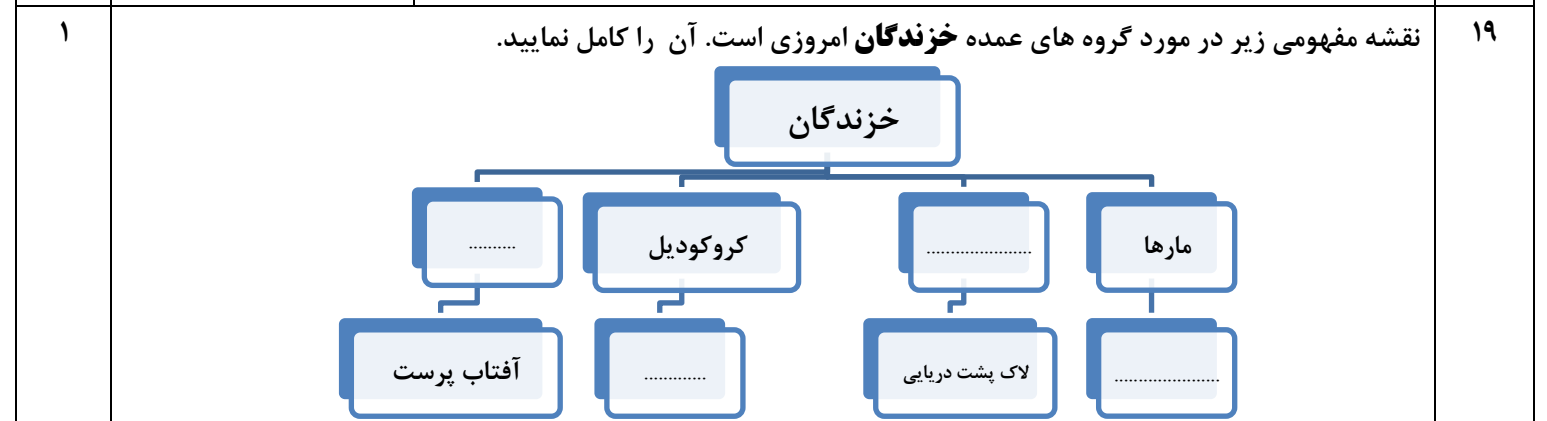 ۱۹
نقشه مفهومی زیر در مورد گروه های عمده خزندگان امروزی است. آن را کامل نمایید.
۱
خزندگان
مارها
......................
کروکودیل
..........
......................
لاک پشت دریایی
.............
آفتاب پرست